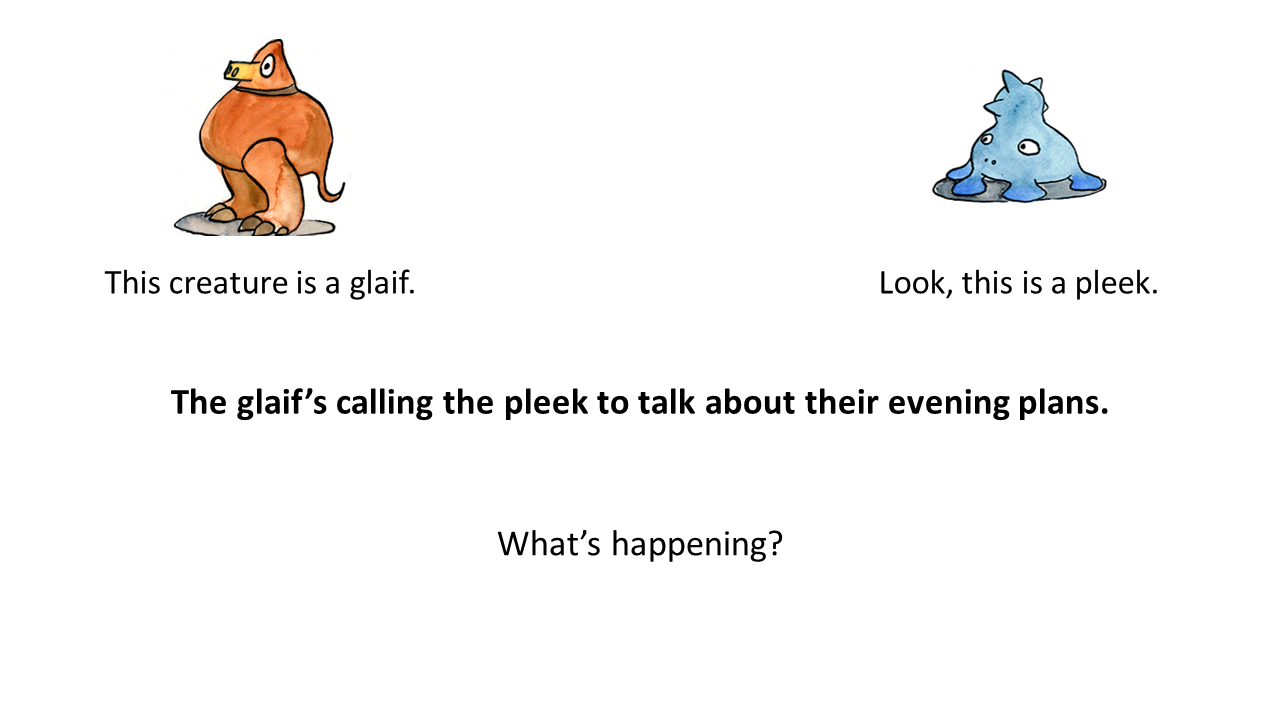 This creature is a glaif.
Look, this is a pleek.
The glaif’s calling the pleek to talk about their evening plans.
What’s happening?